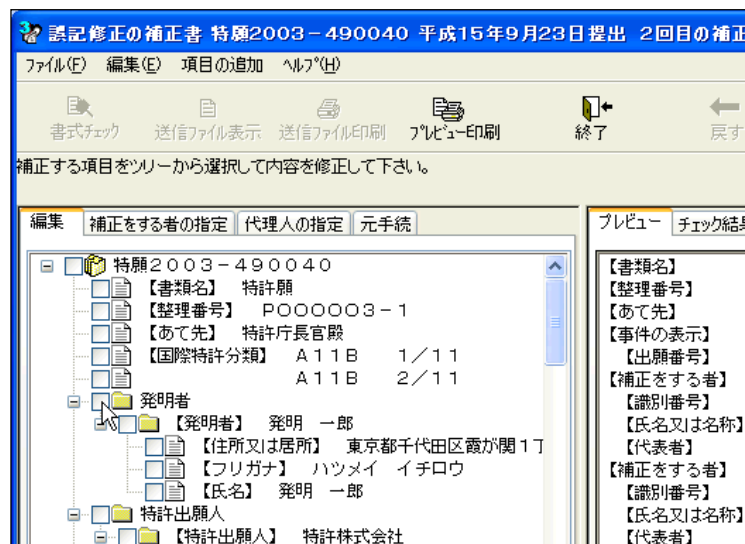 誤記修正の補正書 特願2003－490040 平成15年9月23日提出 2回目の補正
ファイル(F) 編集(E) 項目の追加 ヘルプ(H)
書式チェック 送信ファイル表示 送信ファイル印刷 プレビュー印刷 終了 戻す
補正する項目をツリーから選択して内容を修正して下さい。
編集 補正をする者の指定 代理人の指定 元手続
特願２００３－４９００４０
【書類名】 特許願
【整理番号】 Ｐ０００００３－１
【あて先】 特許庁長官殿
【国際特許分類】 Ａ１１Ｂ １／１１
Ａ１１Ｂ ２／１１
発明者
【発明者】 発明 一郎
【住所又は居所】 東京都千代田区霞が関１丁
【フリガナ】 ハツメイ イチロウ
【氏名】 発明 一郎
特許出願人
【特許出願人】 特許株式会社
プレビュー チェック結果
【書類名】
【整理番号】
【あて先】
【事件の表示】
【出願番号】
【補正をする者】
【識別番号】
【氏名又は名称】
【代表者】
【補正をする者】
【識別番号】
【氏名又は名称】
【代表者】